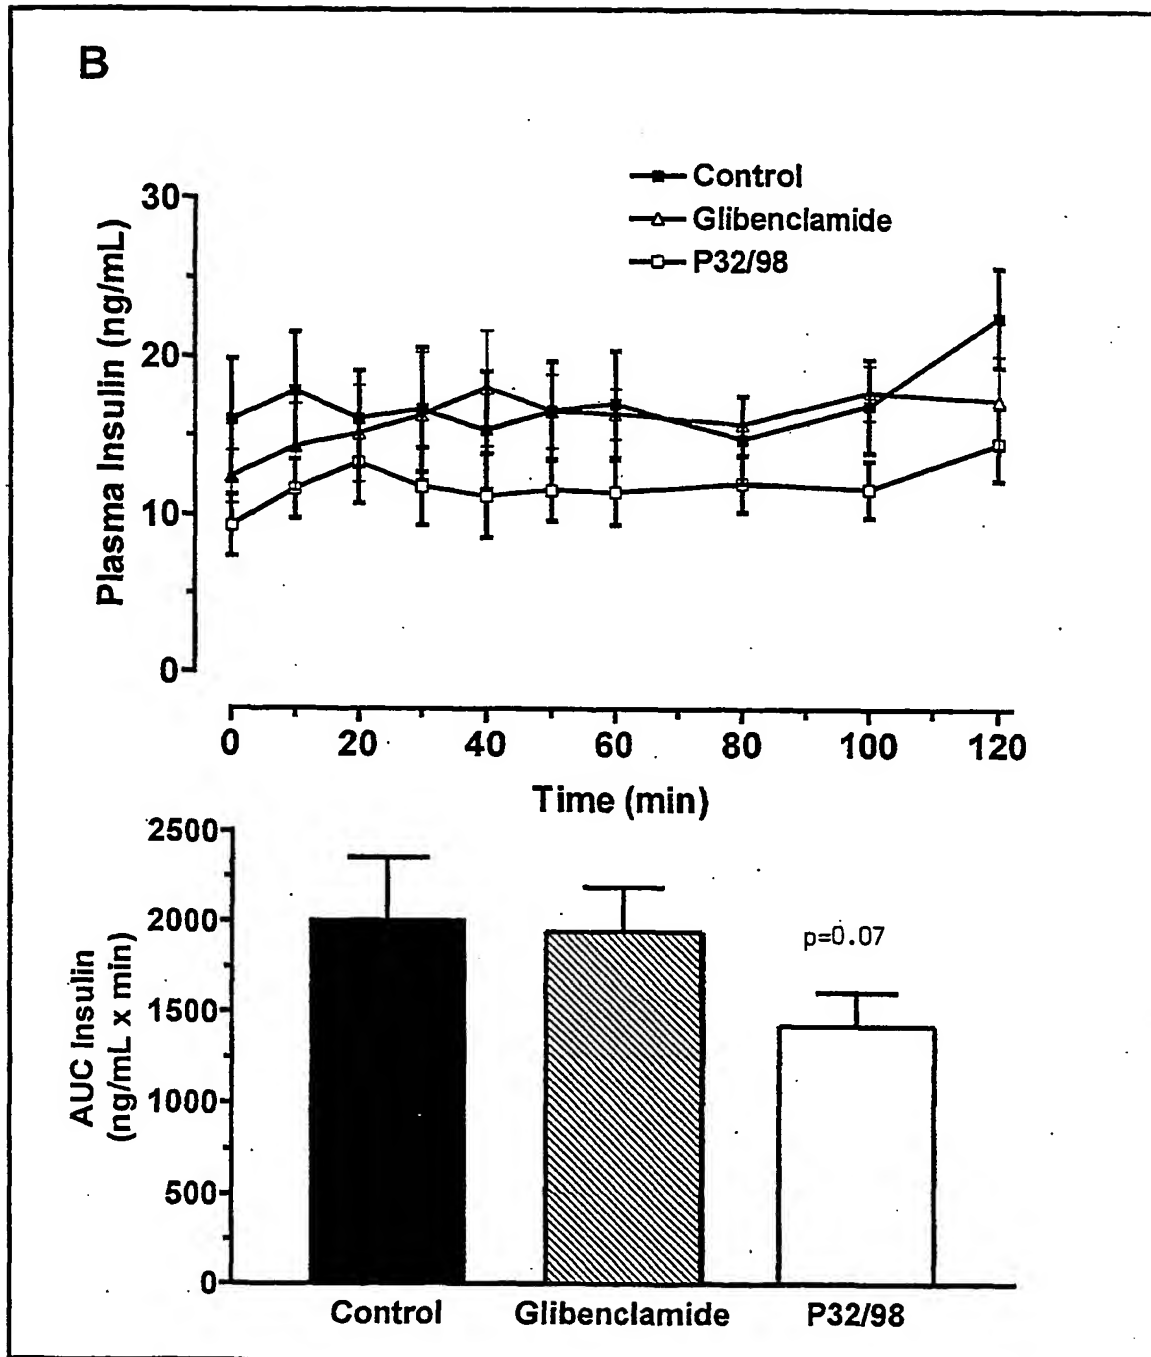 B
Control
Glibenclamide
P32/98
Plasma Insulin (ng/mL)
30
20
10
0
0 20 40 60 80 100 120
Time (min)
AUC Insulin
(ng/mL x min)
2500
2000
1500
1000
500
0
p=0.07
Control Glibenclamide P32/98